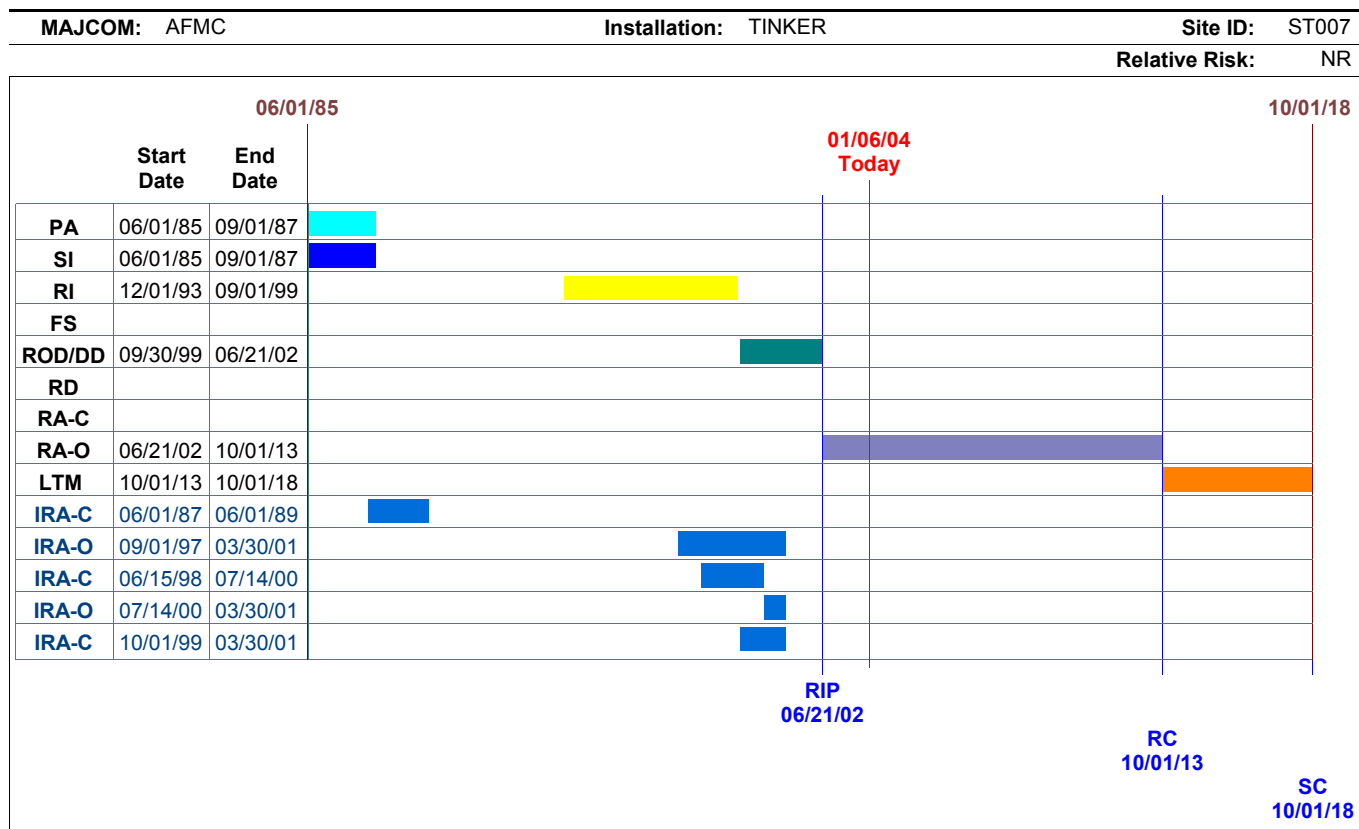 MAJCOM: AFMC Installation: TINKER Site ID: ST007
Relative Risk: NR
06/01/85 10/01/18
01/06/04
Today
Start End
Date Date
PA 06/01/85 09/01/87
SI 06/01/85 09/01/87
RI 12/01/93 09/01/99
FS
ROD/DD 09/30/99 06/21/02
RD
RA-C
RA-O 06/21/02 10/01/13
LTM 10/01/13 10/01/18
IRA-C 06/01/87 06/01/89
IRA-O 09/01/97 03/30/01
IRA-C 06/15/98 07/14/00
IRA-O 07/14/00 03/30/01
IRA-C 10/01/99 03/30/01
RIP
06/21/02
RC
10/01/13
SC
10/01/18